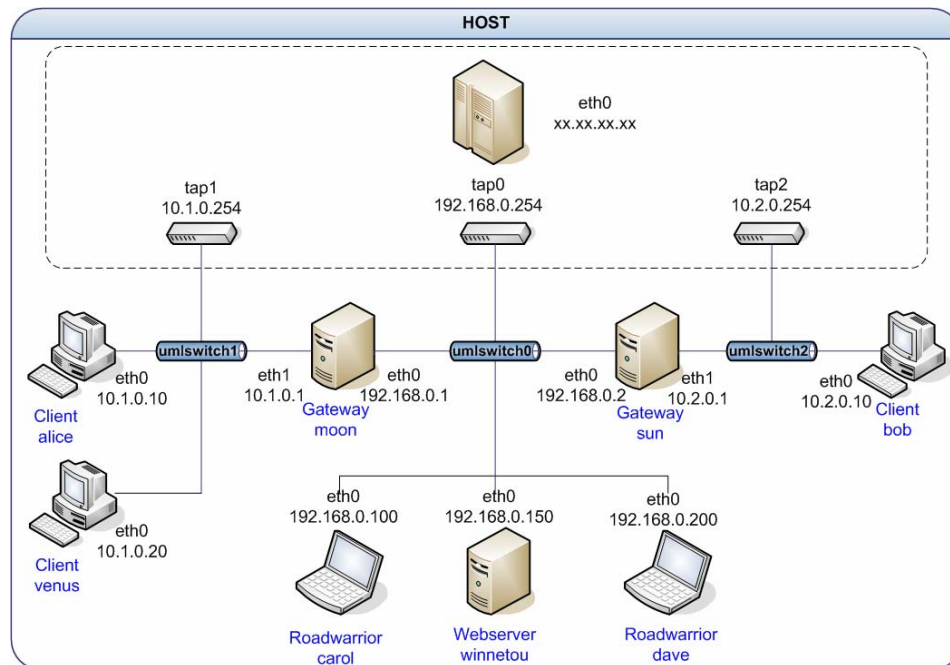 HOST
eth0
xx.xx.xx.xx
tap1
10.1.0.254
tap0
192.168.0.254
tap2
10.2.0.254
umlswitch1
umlswitch0
umlswitch2
eth0
10.1.0.10
Client
alice
eth1
10.1.0.1
Gateway
moon
eth0
192.168.0.1
eth0
192.168.0.2
Gateway
sun
eth1
10.2.0.1
eth0
10.2.0.10
Client
bob
eth0
10.1.0.20
Client
venus
eth0
192.168.0.100
Roadwarrior
carol
eth0
192.168.0.150
Webserver
winnetou
eth0
192.168.0.200
Roadwarrior
dave